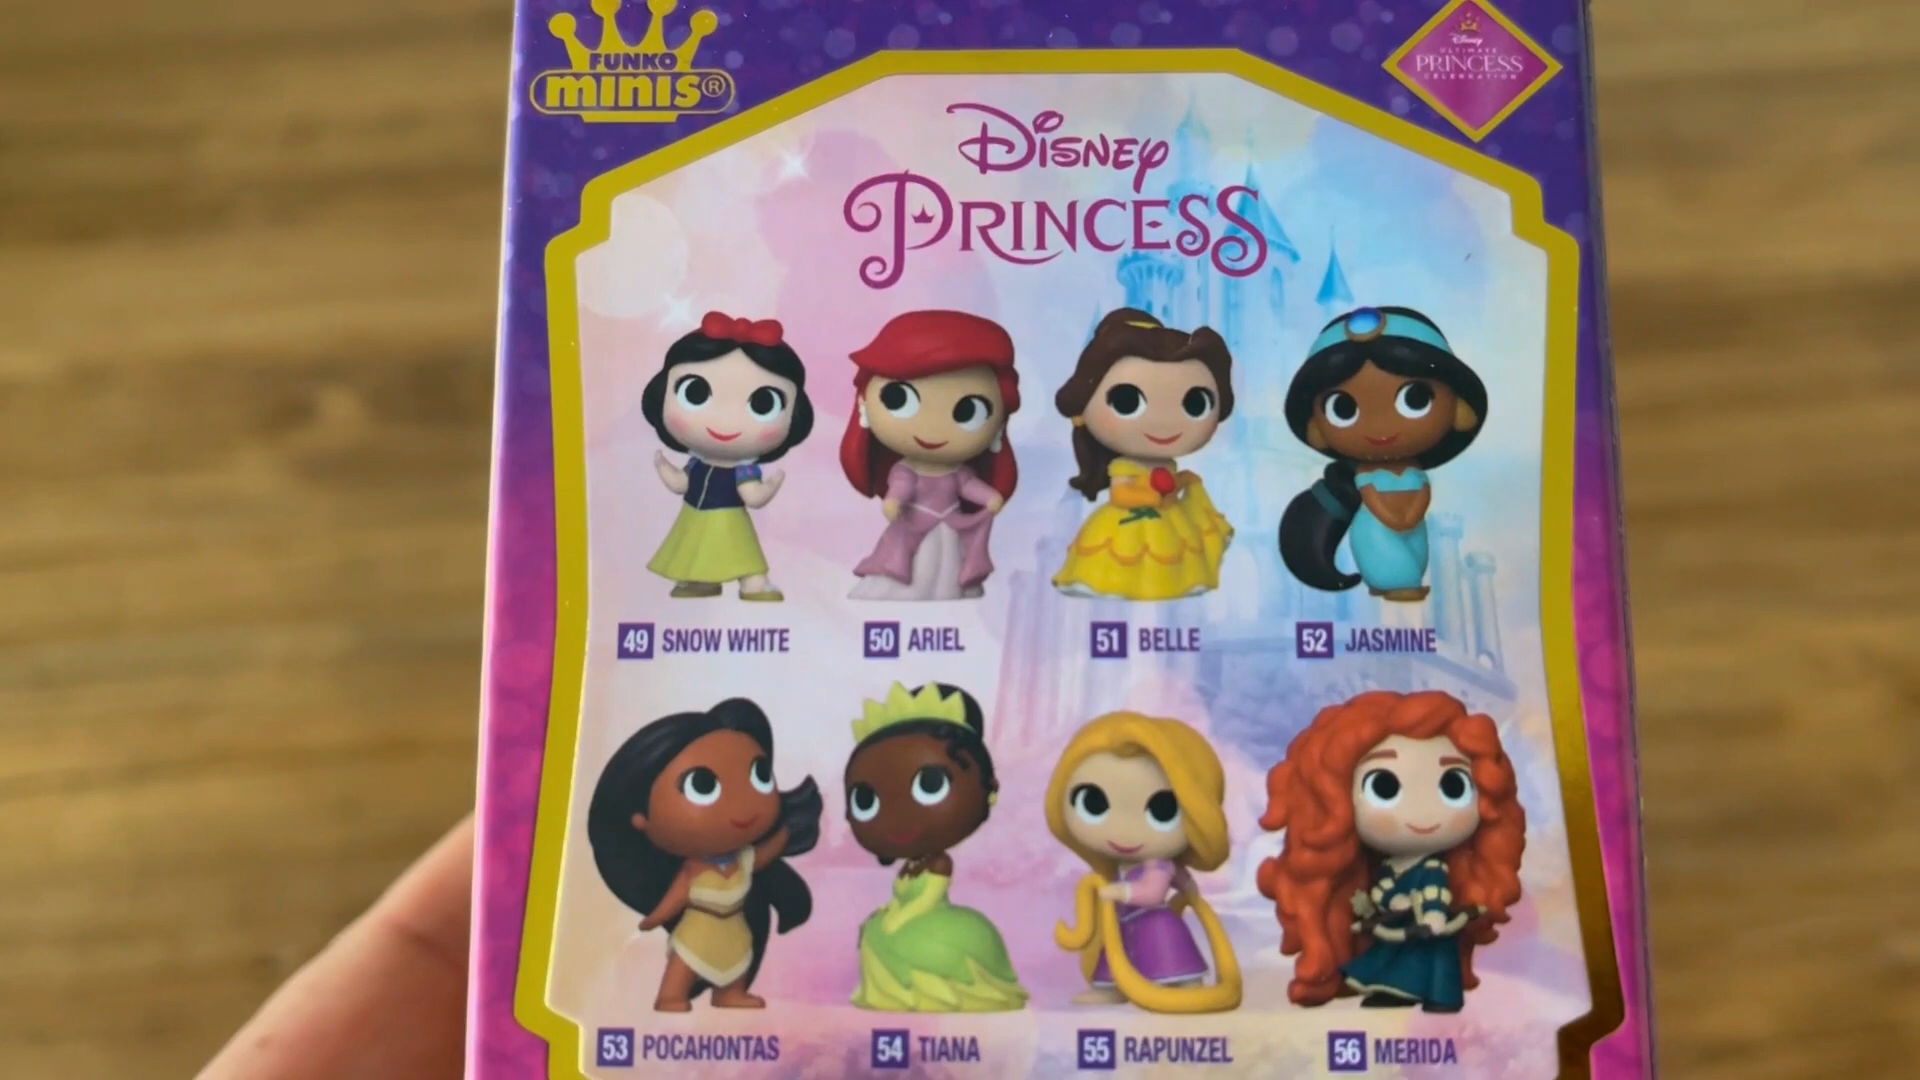 FUNKO
minis®
Disney
ULTIMATE
PRINCESS
CELEBRATION
Disney
PRINCESS
49 SNOW WHITE
50 ARIEL
51 BELLE
52 JASMINE
53 POCAHONTAS
54 TIANA
55 RAPUNZEL
56 MERIDA